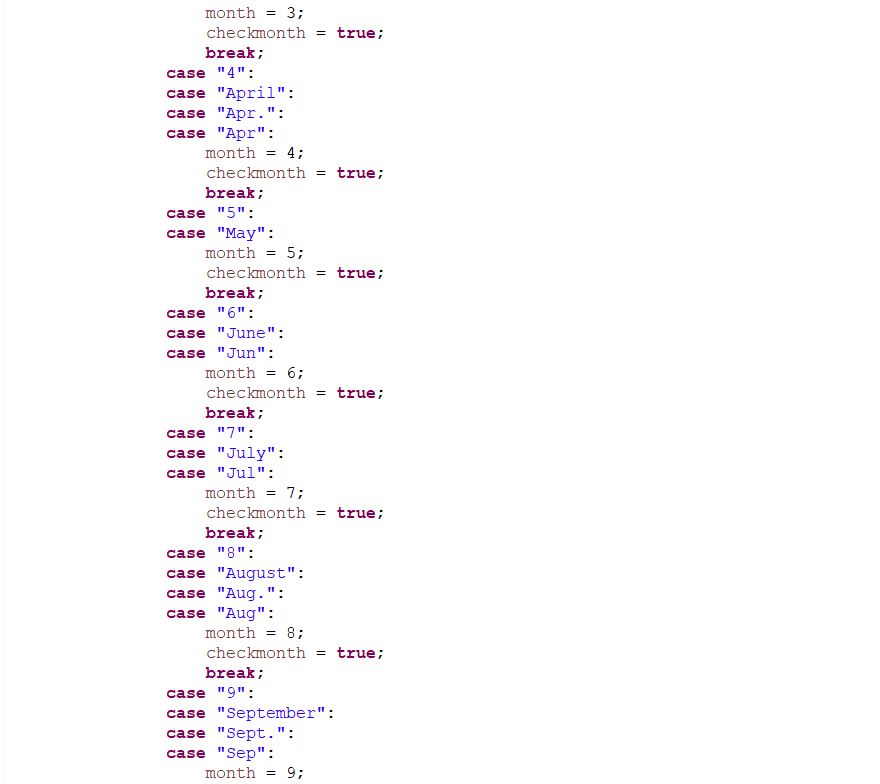 month = 3;
checkmonth = true;
break;
case "4":
case "April":
case "Apr.":
case "Apr":
month = 4;
checkmonth = true;
break;
case "5":
case "May":
month = 5;
checkmonth = true;
break;
case "6":
case "June":
case "Jun":
month = 6;
checkmonth = true;
break;
case "7":
case "July":
case "Jul":
month = 7;
checkmonth = true;
break;
case "8":
case "August":
case "Aug.":
case "Aug":
month = 8;
checkmonth = true;
break;
case "9":
case "September":
case "Sept.":
case "Sep":
month = 9;